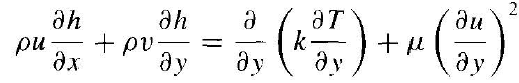 ρu ∂h/∂x + ρv ∂h/∂y = ∂/∂y (k ∂T/∂y) + μ (∂u/∂y)²